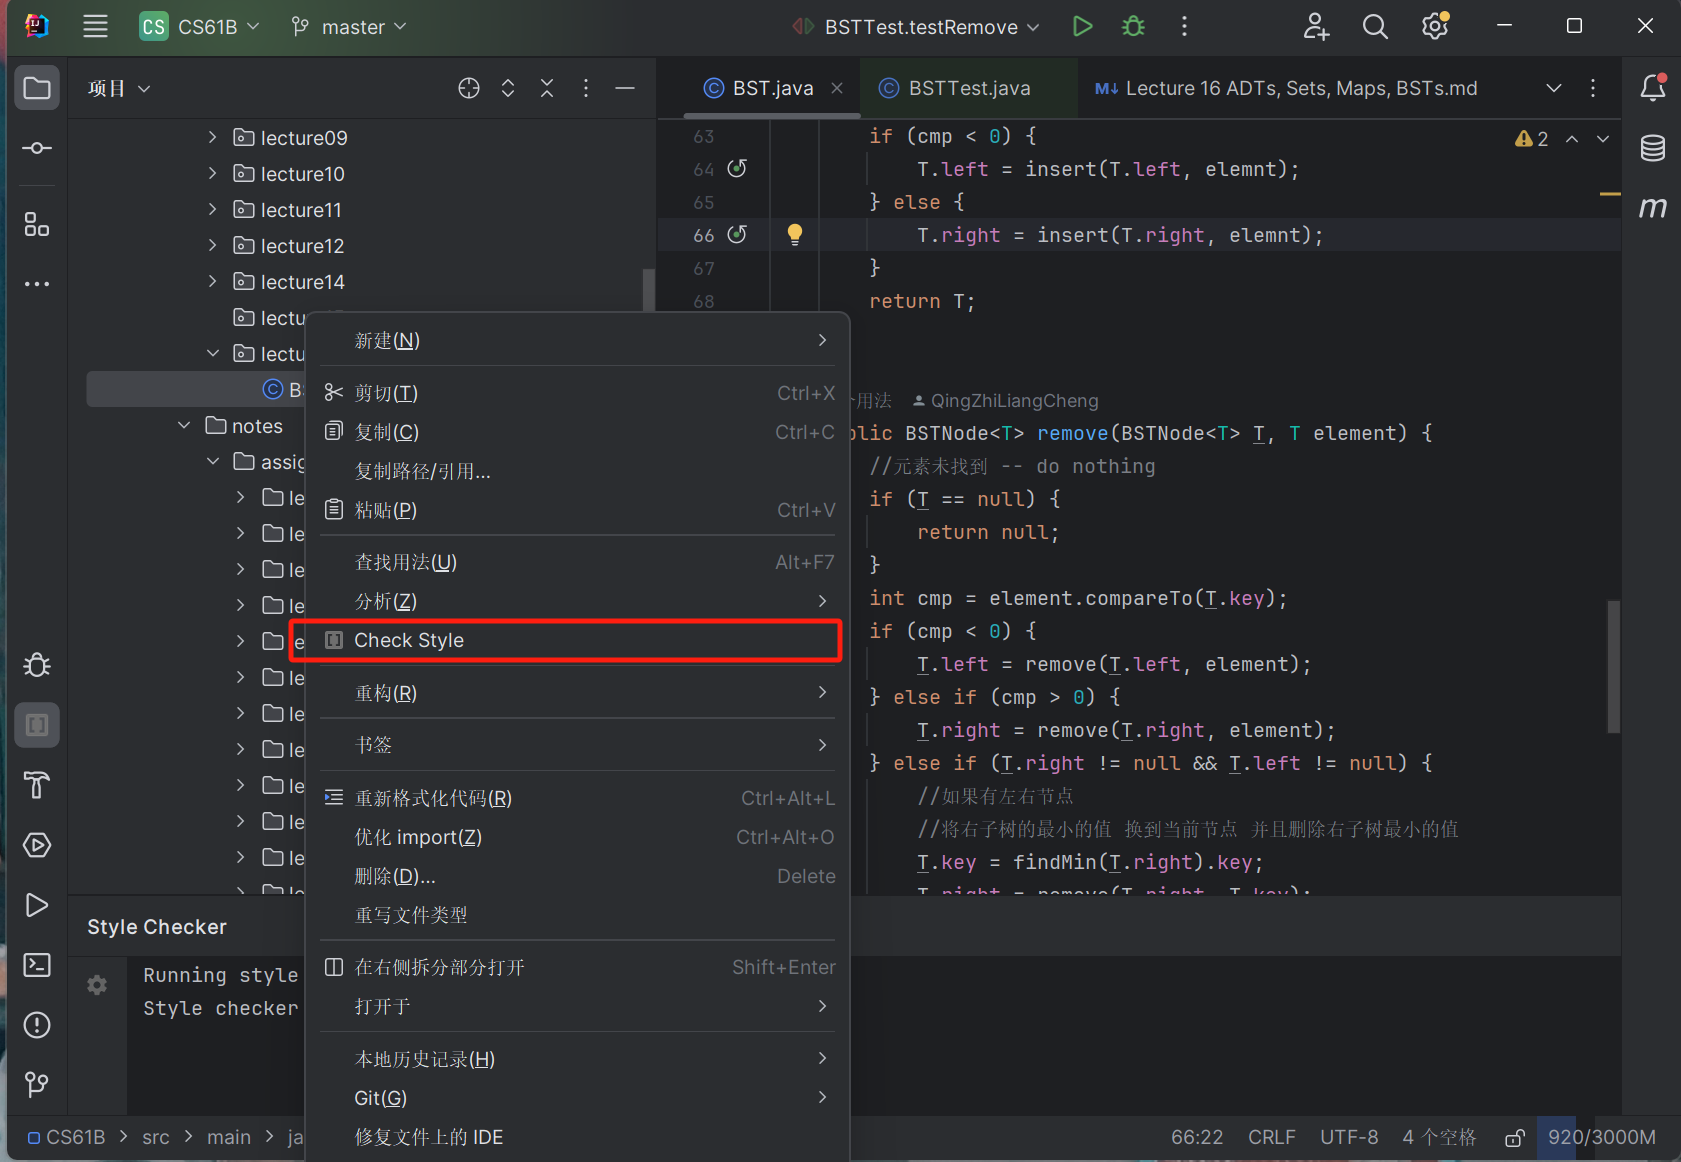 CS CS61B master BSTTest.testRemove
项目
BST.java BSTTest.java M↓ Lecture 16 ADTs, Sets, Maps, BSTs.md
lecture09
lecture10
lecture11
lecture12
lecture14
lectu
lectu
B
notes
assig
le
le
le
le
le
le
le
le
le
le
新建(N)
剪切(T) Ctrl+X
复制(C) Ctrl+C
复制路径/引用...
粘贴(P) Ctrl+V
查找用法(U) Alt+F7
分析(Z)
Check Style
重构(R)
书签
重新格式化代码(R) Ctrl+Alt+L
优化 import(Z) Ctrl+Alt+O
删除(D)... Delete
重写文件类型
在右侧拆分部分打开 Shift+Enter
打开于
本地历史记录(H)
Git(G)
修复文件上的 IDE
2
63 if (cmp < 0) {
64 T.left = insert(T.left, elemnt);
65 } else {
66 T.right = insert(T.right, elemnt);
67 }
68 return T;
用法 QingZhiLiangCheng
blic BSTNode<T> remove(BSTNode<T> T, T element) {
//元素未找到 -- do nothing
if (T == null) {
return null;
}
int cmp = element.compareTo(T.key);
if (cmp < 0) {
T.left = remove(T.left, element);
} else if (cmp > 0) {
T.right = remove(T.right, element);
} else if (T.right != null && T.left != null) {
//如果有左右节点
//将右子树的最小的值 换到当前节点 并且删除右子树最小的值
T.key = findMin(T.right).key;
T.right = remove(T.right, T.key);
Style Checker
Running style
Style checker
CS61B > src > main > ja
66:22 CRLF UTF-8 4 个空格 920/3000M